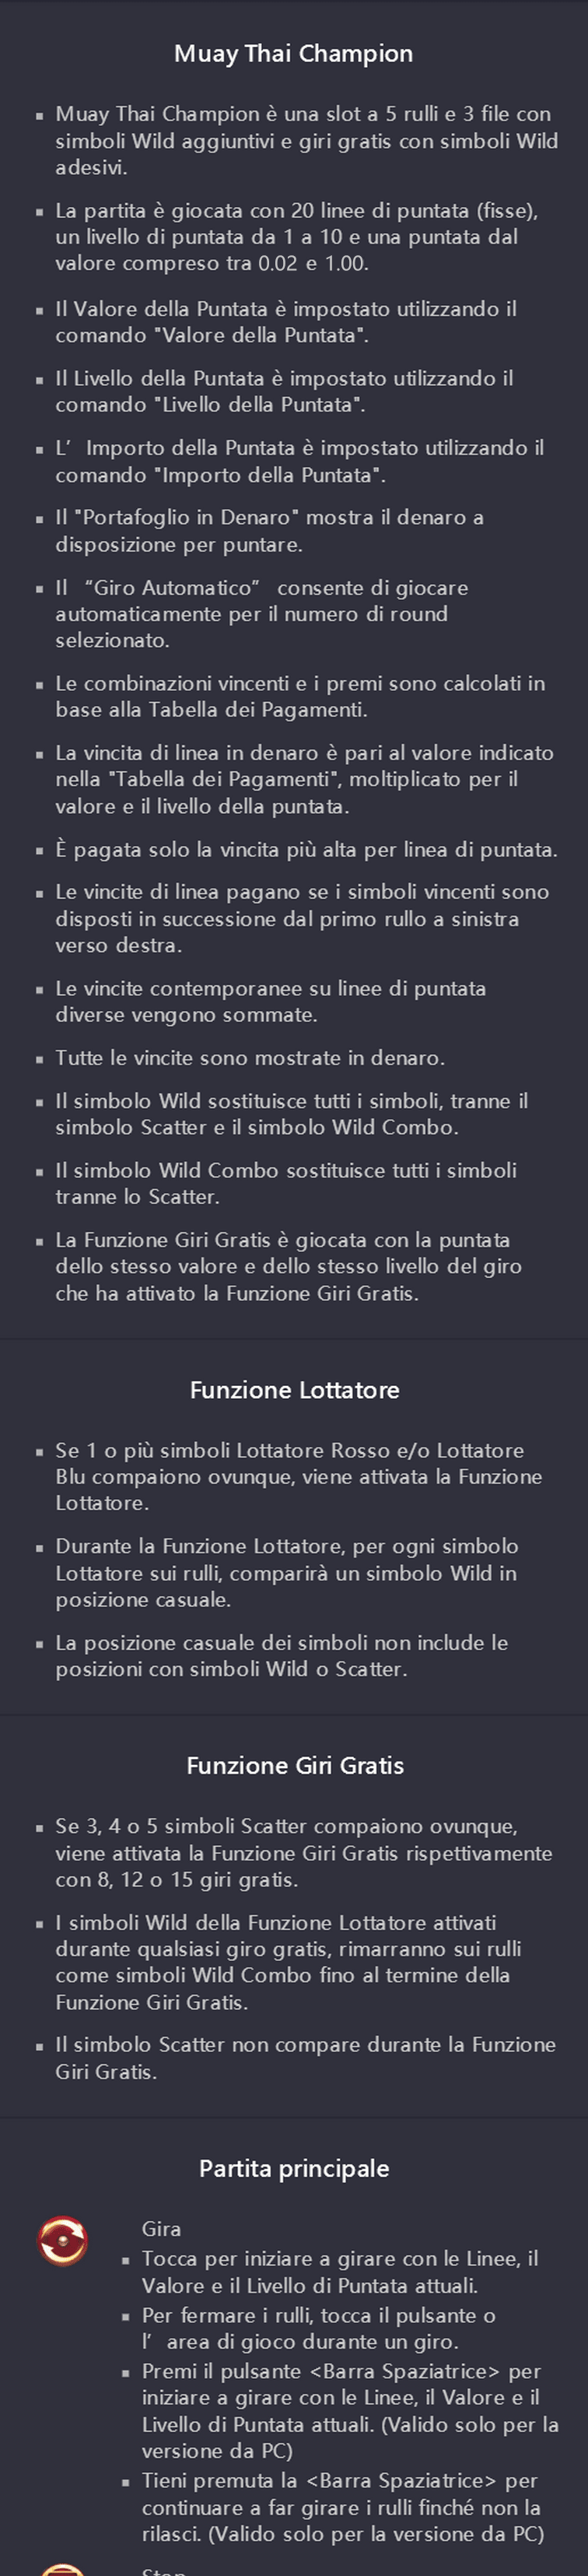 Muay Thai Champion
Muay Thai Champion è una slot a 5 rulli e 3 file con
simboli Wild aggiuntivi e giri gratis con simboli Wild
adesivi.
La partita è giocata con 20 linee di puntata (fisse),
un livello di puntata da 1 a 10 e una puntata dal
valore compreso tra 0.02 e 1.00.
Il Valore della Puntata è impostato utilizzando il
comando "Valore della Puntata".
Il Livello della Puntata è impostato utilizzando il
comando "Livello della Puntata".
L’ Importo della Puntata è impostato utilizzando il
comando "Importo della Puntata".
Il "Portafoglio in Denaro" mostra il denaro a
disposizione per puntare.
Il “Giro Automatico” consente di giocare
automaticamente per il numero di round
selezionato.
Le combinazioni vincenti e i premi sono calcolati in
base alla Tabella dei Pagamenti.
La vincita di linea in denaro è pari al valore indicato
nella "Tabella dei Pagamenti", moltiplicato per il
valore e il livello della puntata.
È pagata solo la vincita più alta per linea di puntata.
Le vincite di linea pagano se i simboli vincenti sono
disposti in successione dal primo rullo a sinistra
verso destra.
Le vincite contemporanee su linee di puntata
diverse vengono sommate.
Tutte le vincite sono mostrate in denaro.
Il simbolo Wild sostituisce tutti i simboli, tranne il
simbolo Scatter e il simbolo Wild Combo.
Il simbolo Wild Combo sostituisce tutti i simboli
tranne lo Scatter.
La Funzione Giri Gratis è giocata con la puntata
dello stesso valore e dello stesso livello del giro
che ha attivato la Funzione Giri Gratis.
Funzione Lottatore
Se 1 o più simboli Lottatore Rosso e/o Lottatore
Blu compaiono ovunque, viene attivata la Funzione
Lottatore.
Durante la Funzione Lottatore, per ogni simbolo
Lottatore sui rulli, comparirà un simbolo Wild in
posizione casuale.
La posizione casuale dei simboli non include le
posizioni con simboli Wild o Scatter.
Funzione Giri Gratis
Se 3, 4 o 5 simboli Scatter compaiono ovunque,
viene attivata la Funzione Giri Gratis rispettivamente
con 8, 12 o 15 giri gratis.
I simboli Wild della Funzione Lottatore attivati
durante qualsiasi giro gratis, rimarranno sui rulli
come simboli Wild Combo fino al termine della
Funzione Giri Gratis.
Il simbolo Scatter non compare durante la Funzione
Giri Gratis.
Partita principale
Gira
Tocca per iniziare a girare con le Linee, il
Valore e il Livello di Puntata attuali.
Per fermare i rulli, tocca il pulsante o
l’ area di gioco durante un giro.
Premi il pulsante <Barra Spaziatrice> per
iniziare a girare con le Linee, il Valore e il
Livello di Puntata attuali. (Valido solo per la
versione da PC)
Tieni premuta la <Barra Spaziatrice> per
continuare a far girare i rulli finché non la
rilasci. (Valido solo per la versione da PC)